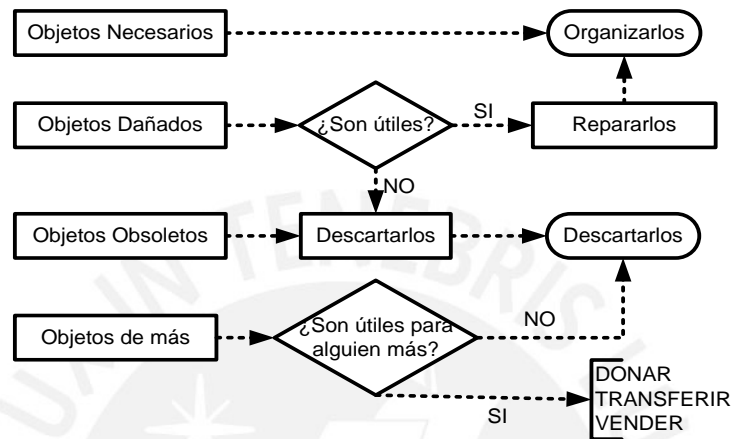 Objetos Necesarios
Organizarlos
Objetos Dañados
¿Son útiles?
SI
Repararlos
NO
Objetos Obsoletos
Descartarlos
Descartarlos
Objetos de más
¿Son útiles para
alguien más?
NO
SI
DONAR
TRANSFERIR
VENDER